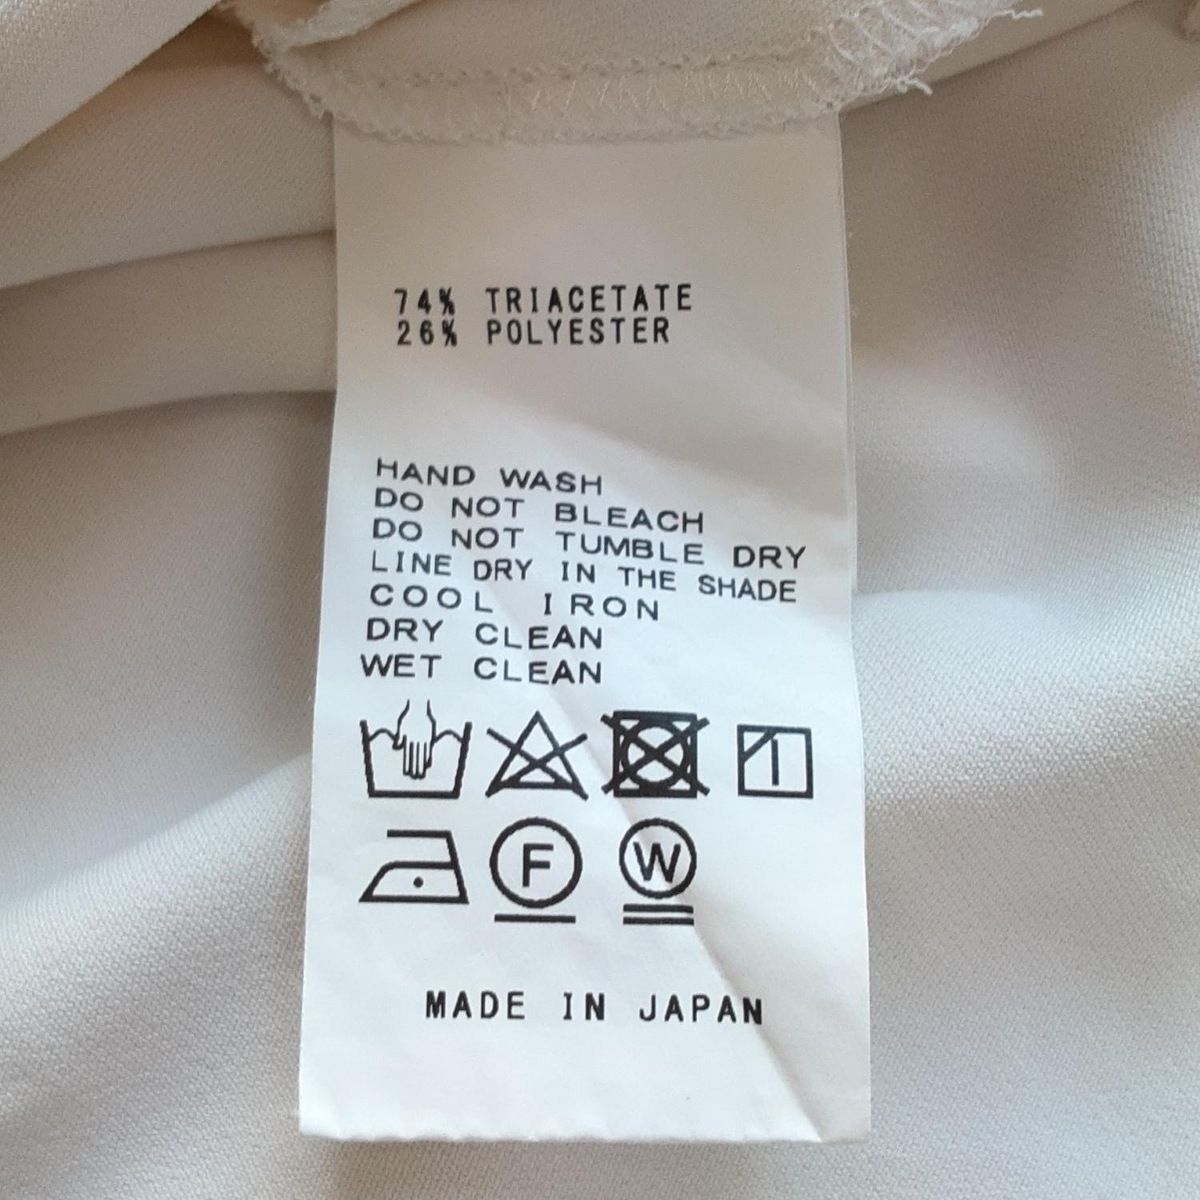 74% TRIACETATE
26% POLYESTER
HAND WASH
DO NOT BLEACH
DO NOT TUMBLE DRY
LINE DRY IN THE SHADE
COOL IRON
DRY CLEAN
WET CLEAN
F W
MADE IN JAPAN